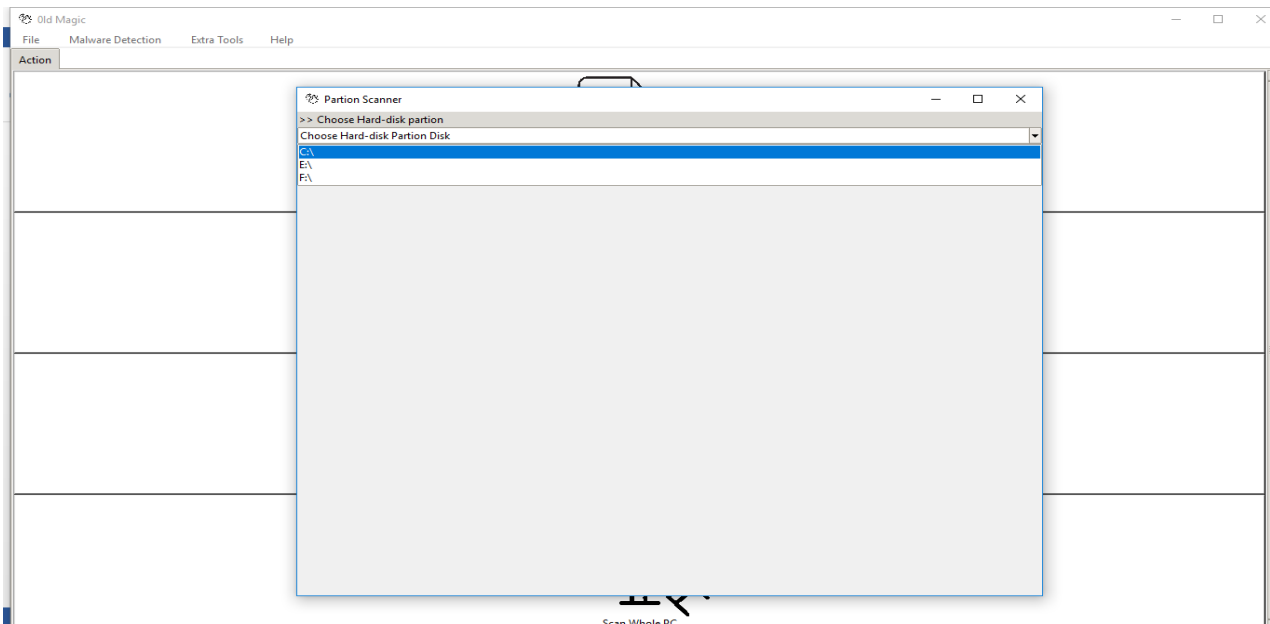 0ld Magic
File Malware Detection Extra Tools Help
Action
Partion Scanner
>> Choose Hard-disk partion
Choose Hard-disk Partion Disk
C:\
E:\
F:\
Scan Whole PC